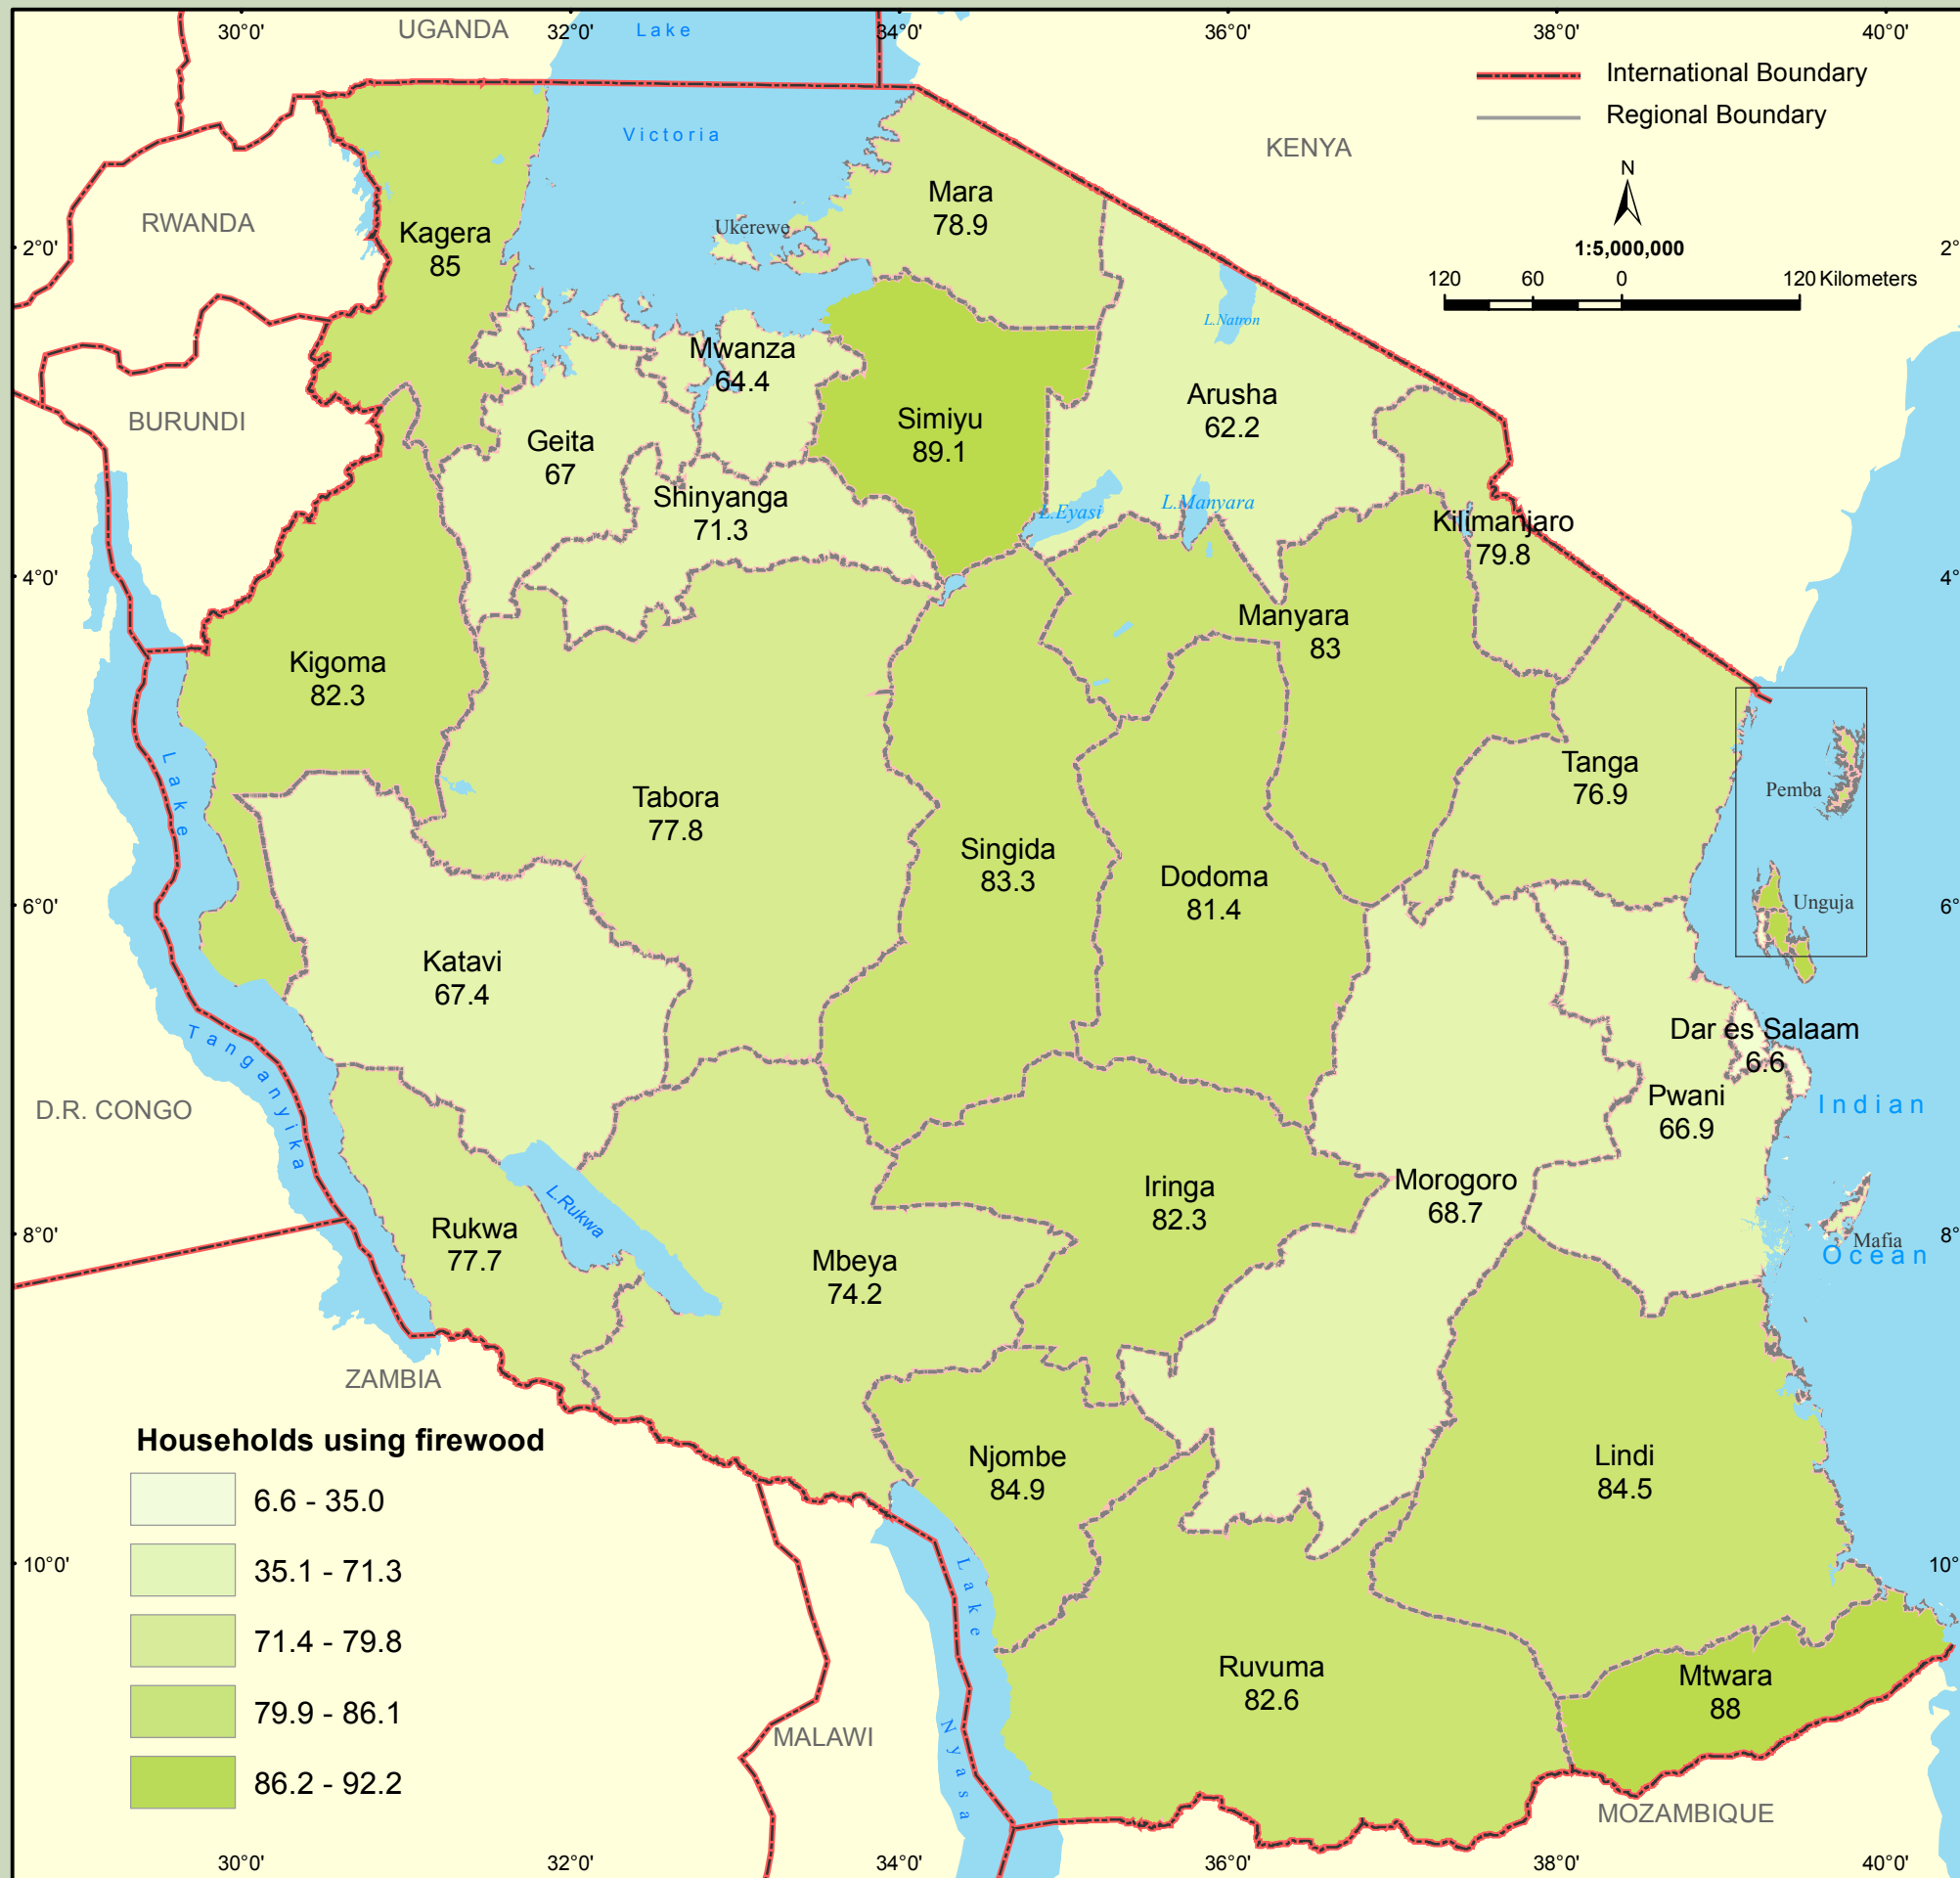 30°0' 32°0' 34°0' 36°0' 38°0' 40°0'
UGANDA
Lake
Victoria
International Boundary
Regional Boundary
KENYA
N
1:5,000,000
120 60 0 120 Kilometers
RWANDA
2°0'
2°
Kagera
85
Mara
78.9
Ukerewe
L.Natron
Mwanza
64.4
BURUNDI
Geita
67
Simiyu
89.1
Arusha
62.2
Shinyanga
71.3
L.Eyasi
L.Manyara
Kilimanjaro
79.8
4°0'
4°
Manyara
83
Kigoma
82.3
Tabora
77.8
Singida
83.3
Dodoma
81.4
Tanga
76.9
Pemba
Unguja
6°0'
6°
Lake
Tanganyika
Katavi
67.4
Dar es Salaam
6.6
Pwani
66.9
Indian
Ocean
D.R. CONGO
Morogoro
68.7
Iringa
82.3
L.Rukwa
Rukwa
77.7
Mbeya
74.2
Mafia
8°0'
8°
ZAMBIA
Njombe
84.9
Lindi
84.5
Households using firewood
6.6 - 35.0
35.1 - 71.3
71.4 - 79.8
79.9 - 86.1
86.2 - 92.2
10°0'
10°
Lake
Nyasa
Ruvuma
82.6
Mtwara
88
MALAWI
MOZAMBIQUE
30°0' 32°0' 34°0' 36°0' 38°0' 40°0'